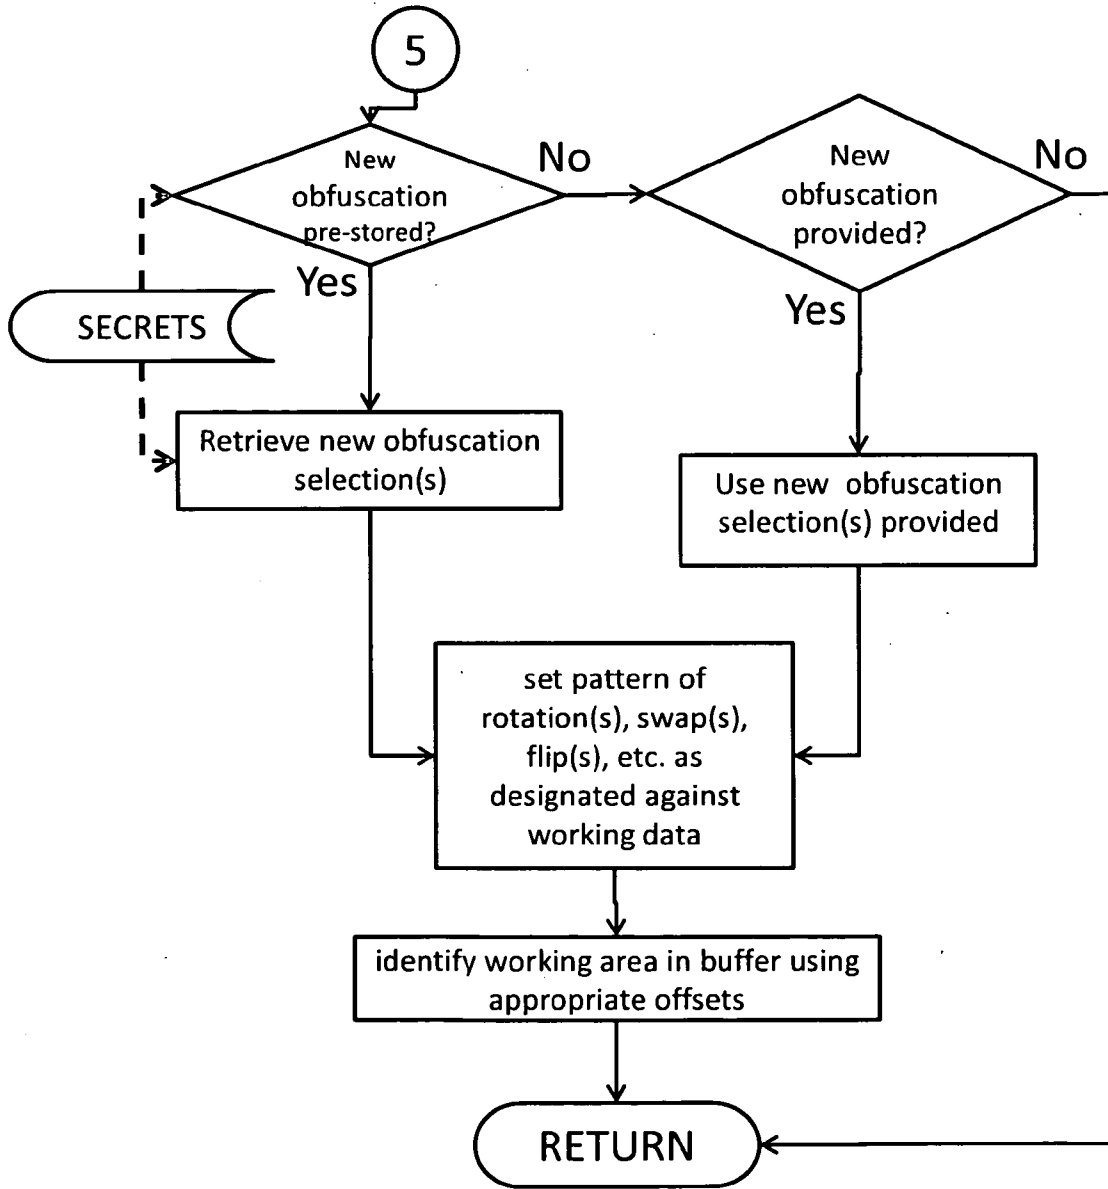 5
New
obfuscation
pre-stored?
No
New
obfuscation
provided?
No
Yes
Yes
SECRETS
Retrieve new obfuscation
selection(s)
Use new obfuscation
selection(s) provided
set pattern of
rotation(s), swap(s),
flip(s), etc. as
designated against
working data
identify working area in buffer using
appropriate offsets
RETURN